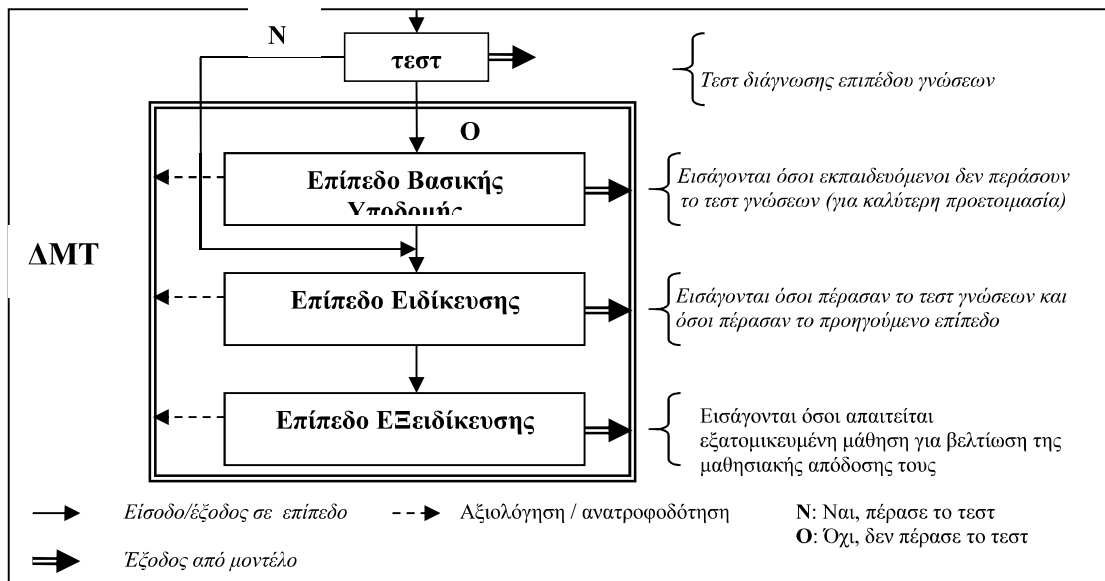 N
τεστ
Τεστ διάγνωσης επιπέδου γνώσεων
Ο
Επίπεδο Βασικής
Υποδομής
Εισάγονται όσοι εκπαιδευόμενοι δεν περάσουν
το τεστ γνώσεων (για καλύτερη προετοιμασία)
ΔΜΤ
Επίπεδο Ειδίκευσης
Εισάγονται όσοι πέρασαν το τεστ γνώσεων και
όσοι πέρασαν το προηγούμενο επίπεδο
Επίπεδο ΕΞειδίκευσης
Εισάγονται όσοι απαιτείται
εξατομικευμένη μάθηση για βελτίωση της
μαθησιακής απόδοσης τους
Είσοδο/έξοδος σε επίπεδο
Αξιολόγηση / ανατροφοδότηση
N: Ναι, πέρασε το τεστ
Ο: Όχι, δεν πέρασε το τεστ
Έξοδος από μοντέλο